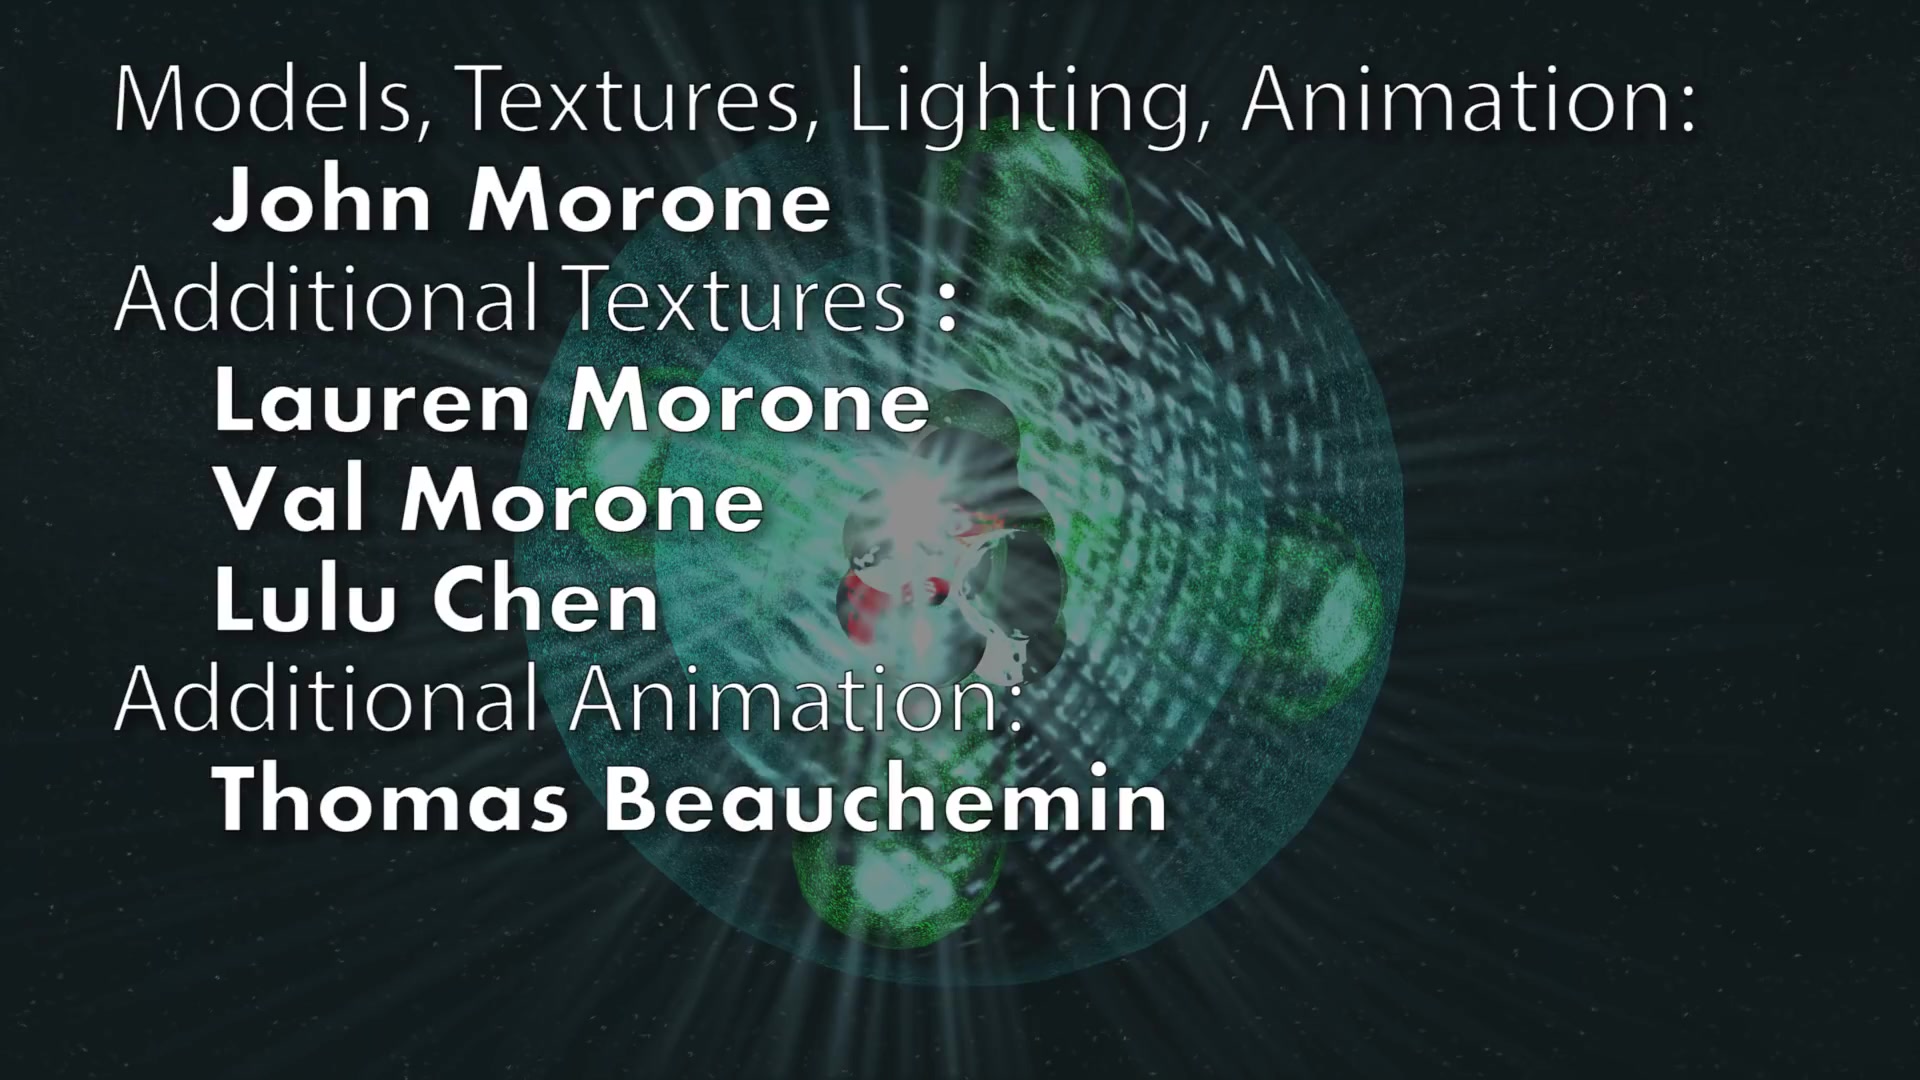 Models, Textures, Lighting, Animation:
John Morone
Additional Textures :
Lauren Morone
Val Morone
Lulu Chen
Additional Animation:
Thomas Beauchemin